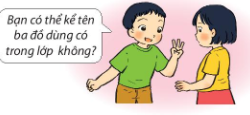 Bạn có thể kể tên
ba đồ dùng có
trong lớp không?